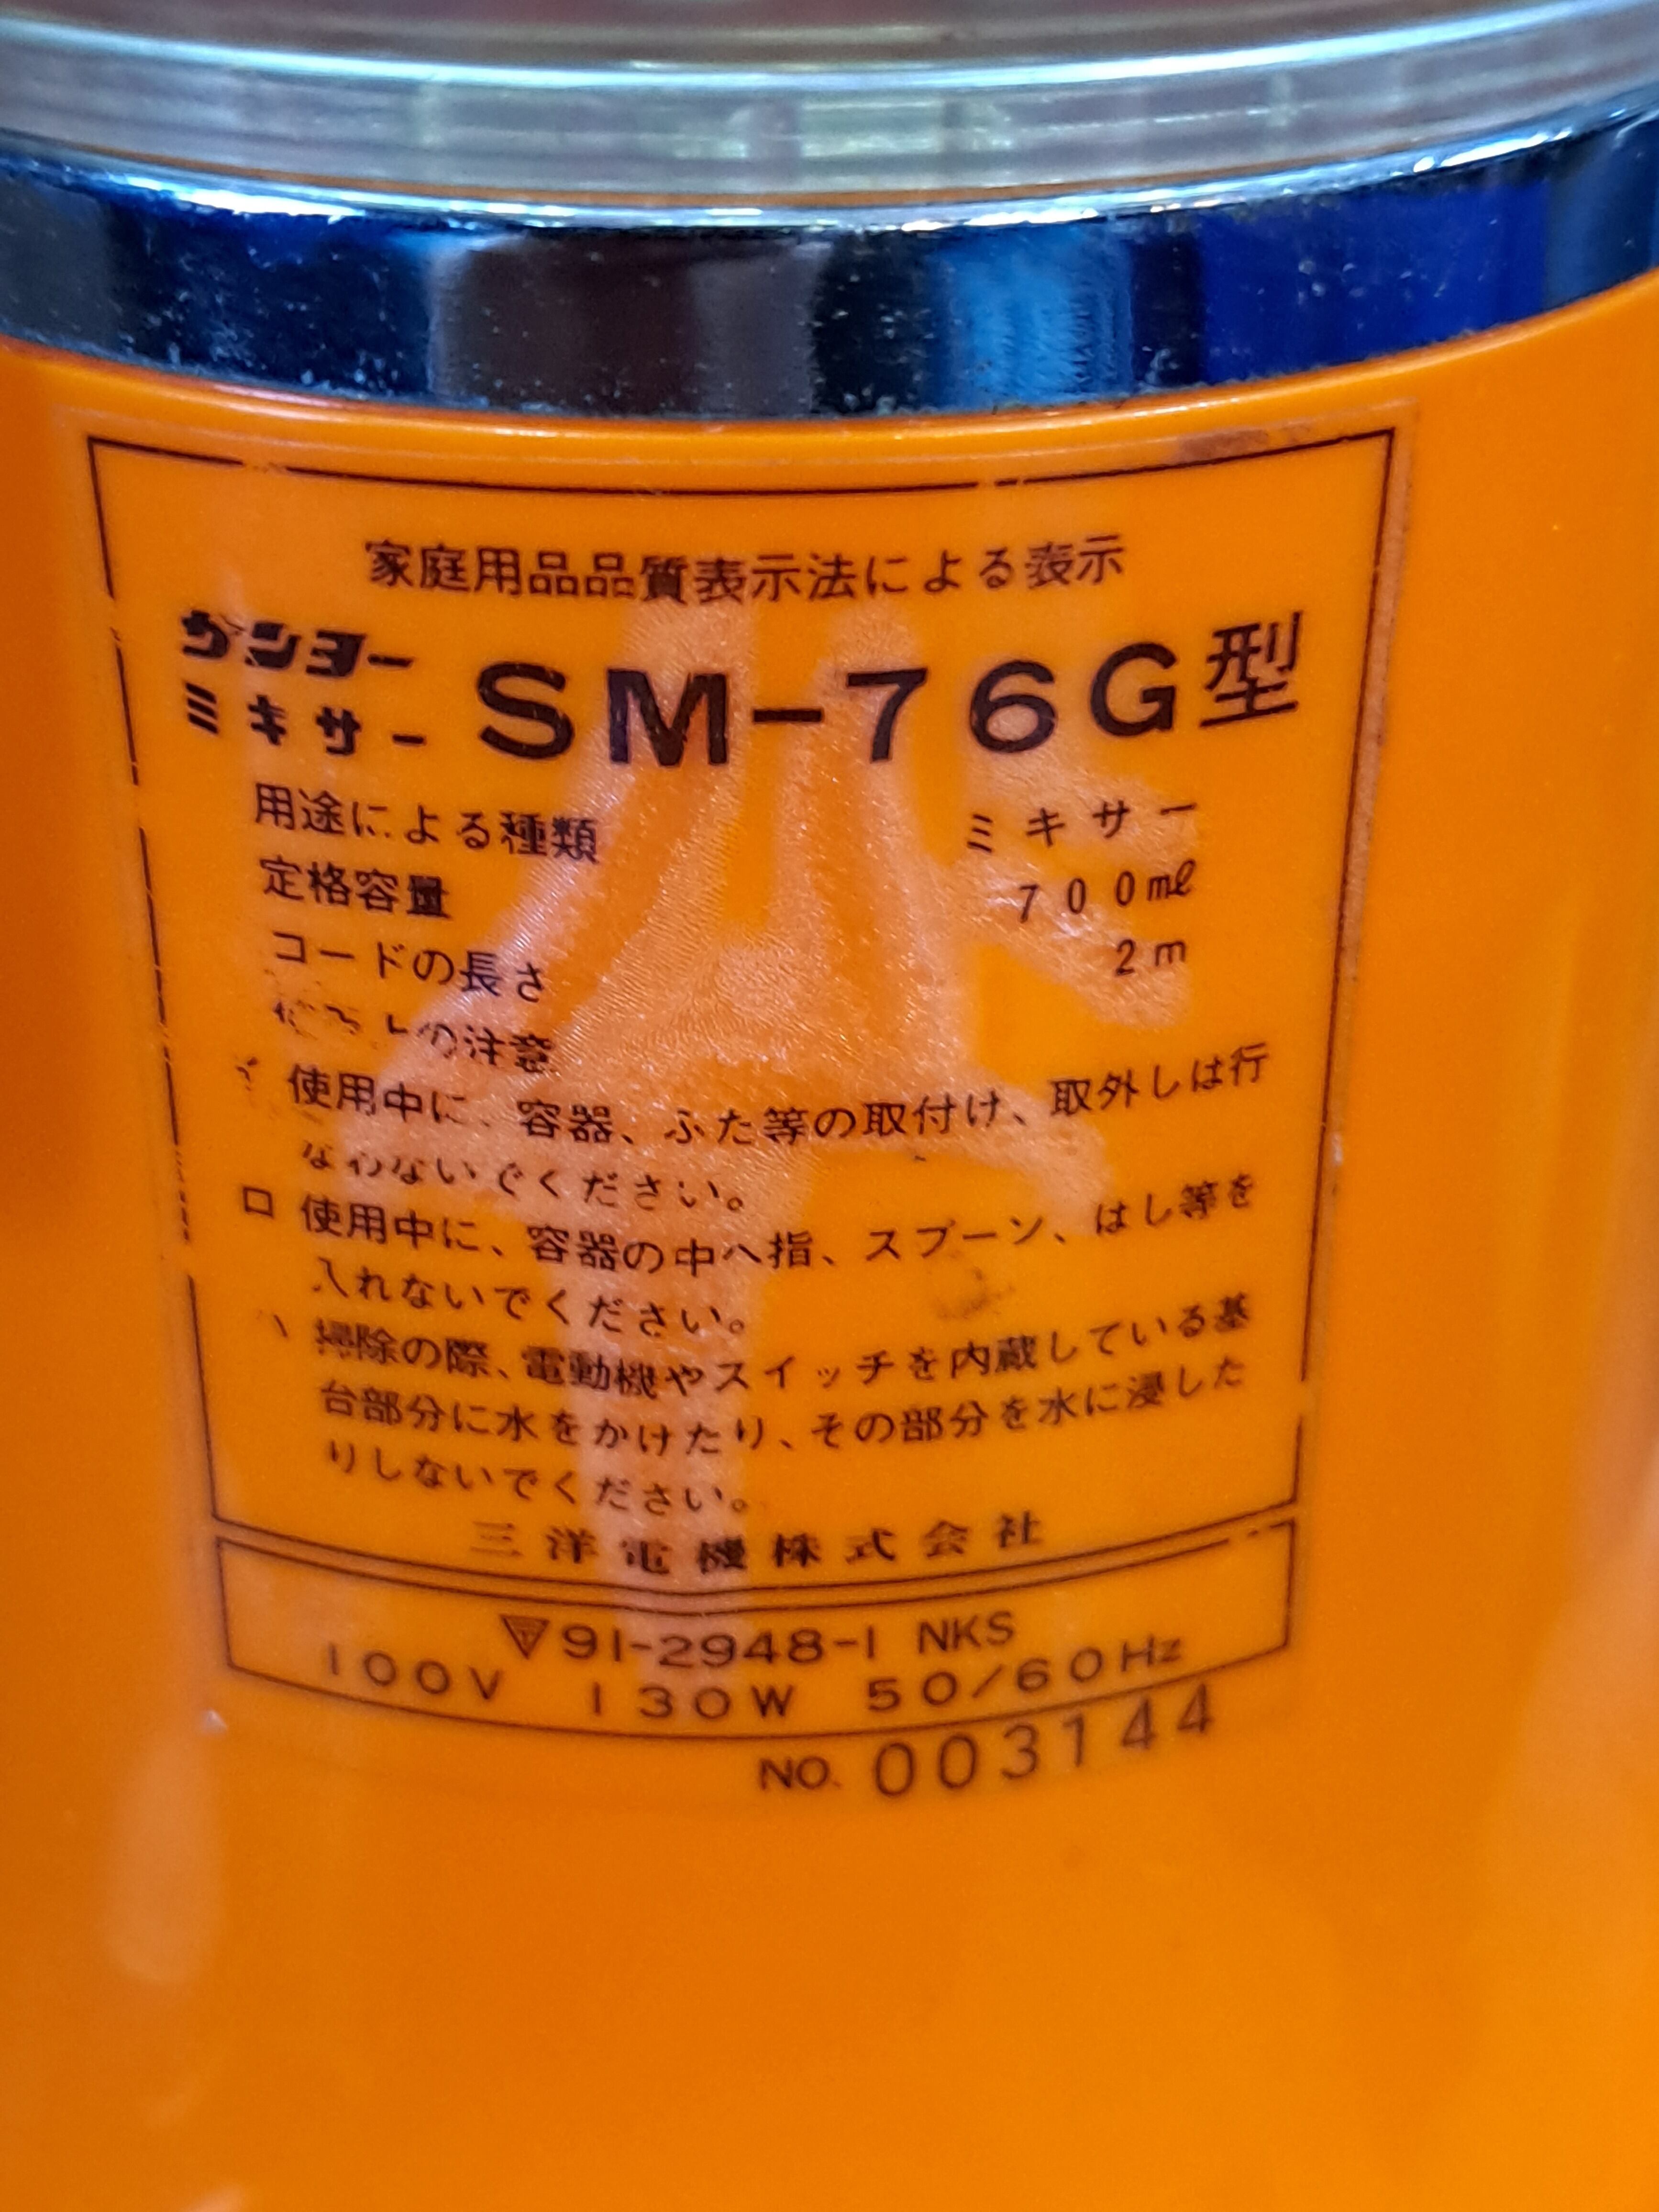 家庭用品品質表示法による表示
サンヨー
ミキサー SM-76G型
用途による種類 ミキサー
定格容量 700mℓ
コードの長さ 2m
の注意
使用中に、容器、ふた等の取付け、取外しは行
なわないでください。
ロ 使用中に、容器の中へ指、スプーン、はし等を
入れないでください。
ハ 掃除の際、電動機やスイッチを内蔵している基
台部分に水をかけたり、その部分を水に浸した
りしないでください。
三洋電機株式会社
91-2948-1 NKS
100V 130W 50/60Hz
NO. 003144